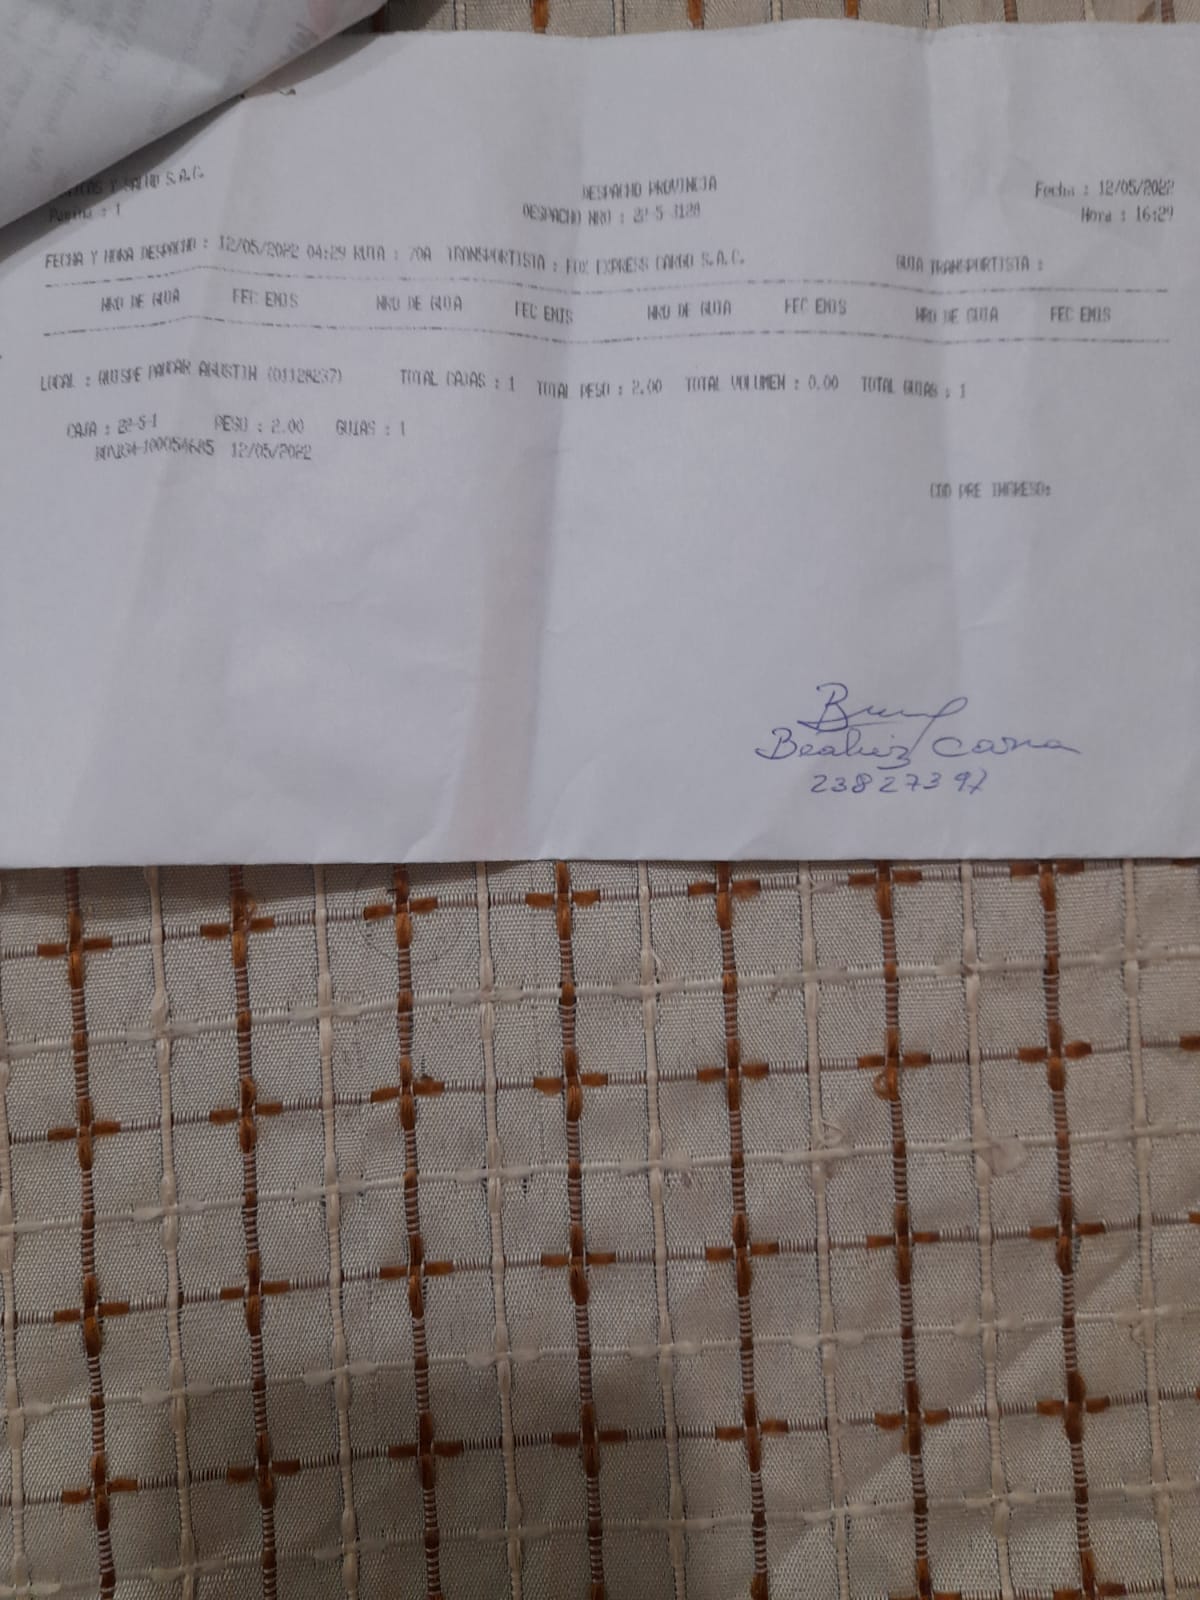 Y SALUD S.A.C.
Pagina : 1
DESPACHO PROVINCIA
DESPACHO NRO : 22-5-3128
Fecha : 12/05/2022
Hora : 16:29
FECHA Y HORA DESPACHO : 12/05/2022 04:29 RUTA : 70A TRANSPORTISTA : FOX EXPRESS CARGO S.A.C. GUIA TRANSPORTISTA :
NRO DE GUIA FEC EMIS NRO DE GUIA FEC EMIS NRO DE GUIA FEC EMIS NRO DE GUIA FEC EMIS
LOCAL : QUISPE PAUCAR AGUSTIN (01128237) TOTAL CAJAS : 1 TOTAL PESO : 2.00 TOTAL VOLUMEN : 0.00 TOTAL GUIAS : 1
CAJA : 22-5-1 PESO : 2.00 GUIAS : 1
12/05/2022
COD PRE INGRESO:
Beatriz
23827397